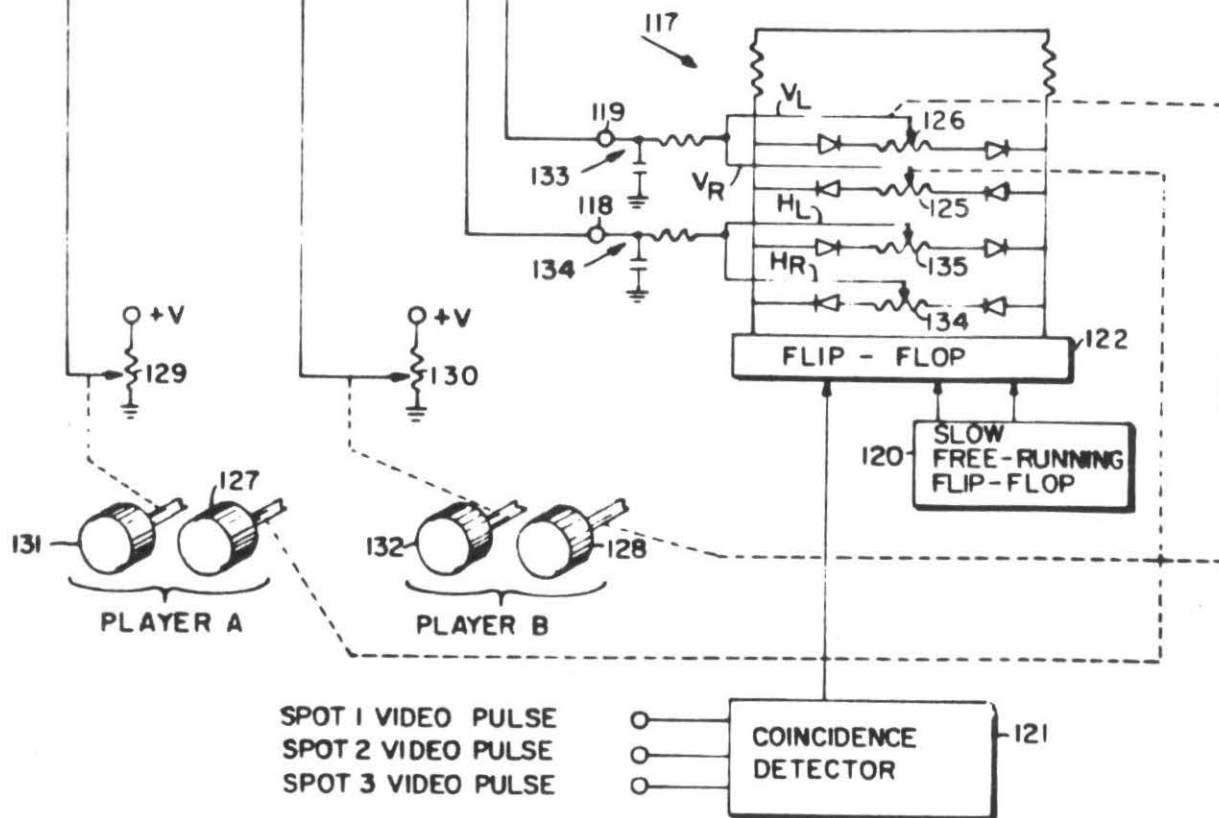 117
119
VL
126
133
VR
125
118
HL
134
HR
135
134
+V
129
+V
130
FLIP - FLOP
122
120
SLOW
FREE-RUNNING
FLIP-FLOP
127
131
132
128
PLAYER A
PLAYER B
SPOT 1 VIDEO PULSE
SPOT 2 VIDEO PULSE
SPOT 3 VIDEO PULSE
COINCIDENCE
DETECTOR
121